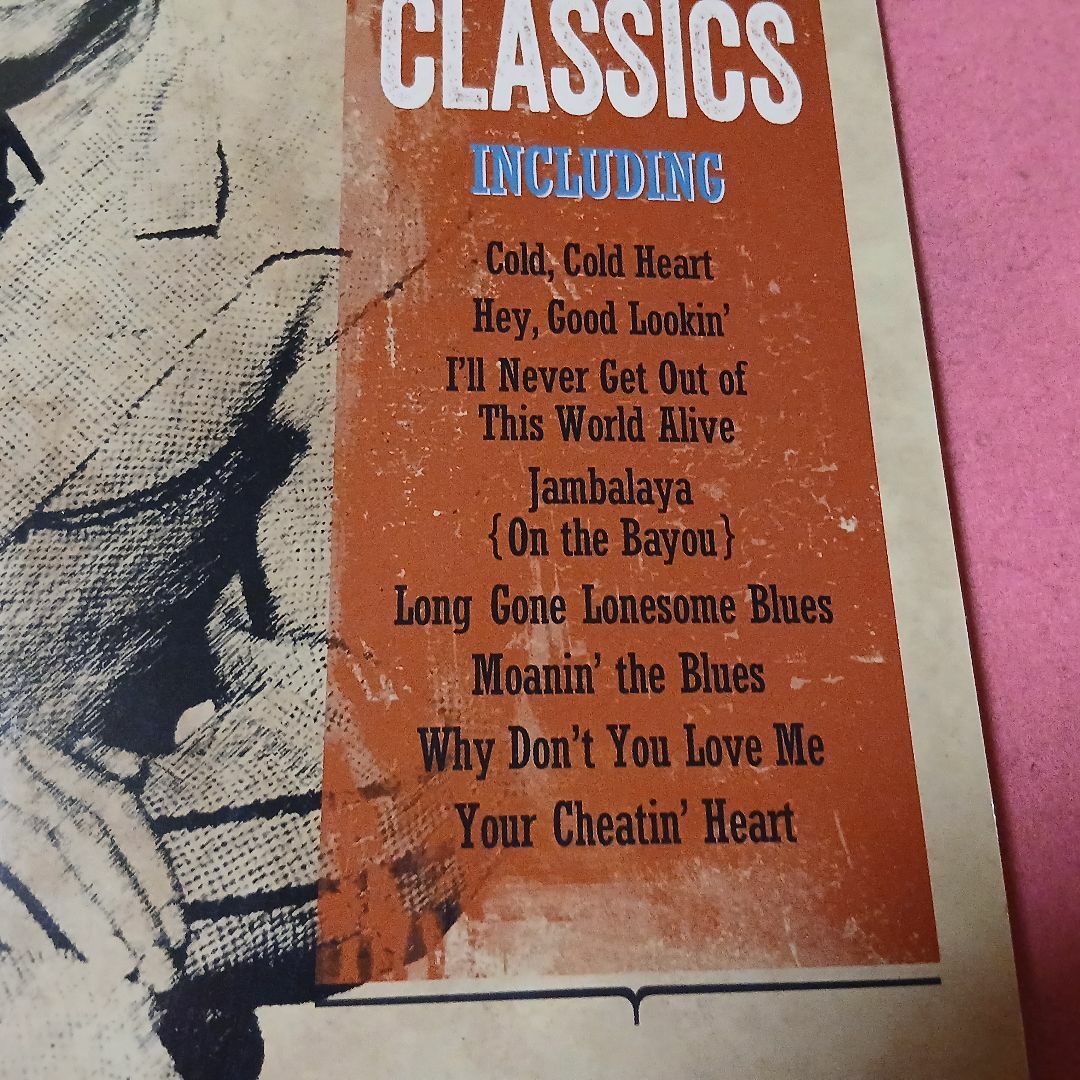 CLASSICS
INCLUDING
Cold, Cold Heart
Hey, Good Lookin'
I'll Never Get Out of
This World Alive
Jambalaya
{On the Bayou}
Long Gone Lonesome Blues
Moanin' the Blues
Why Don't You Love Me
Your Cheatin' Heart